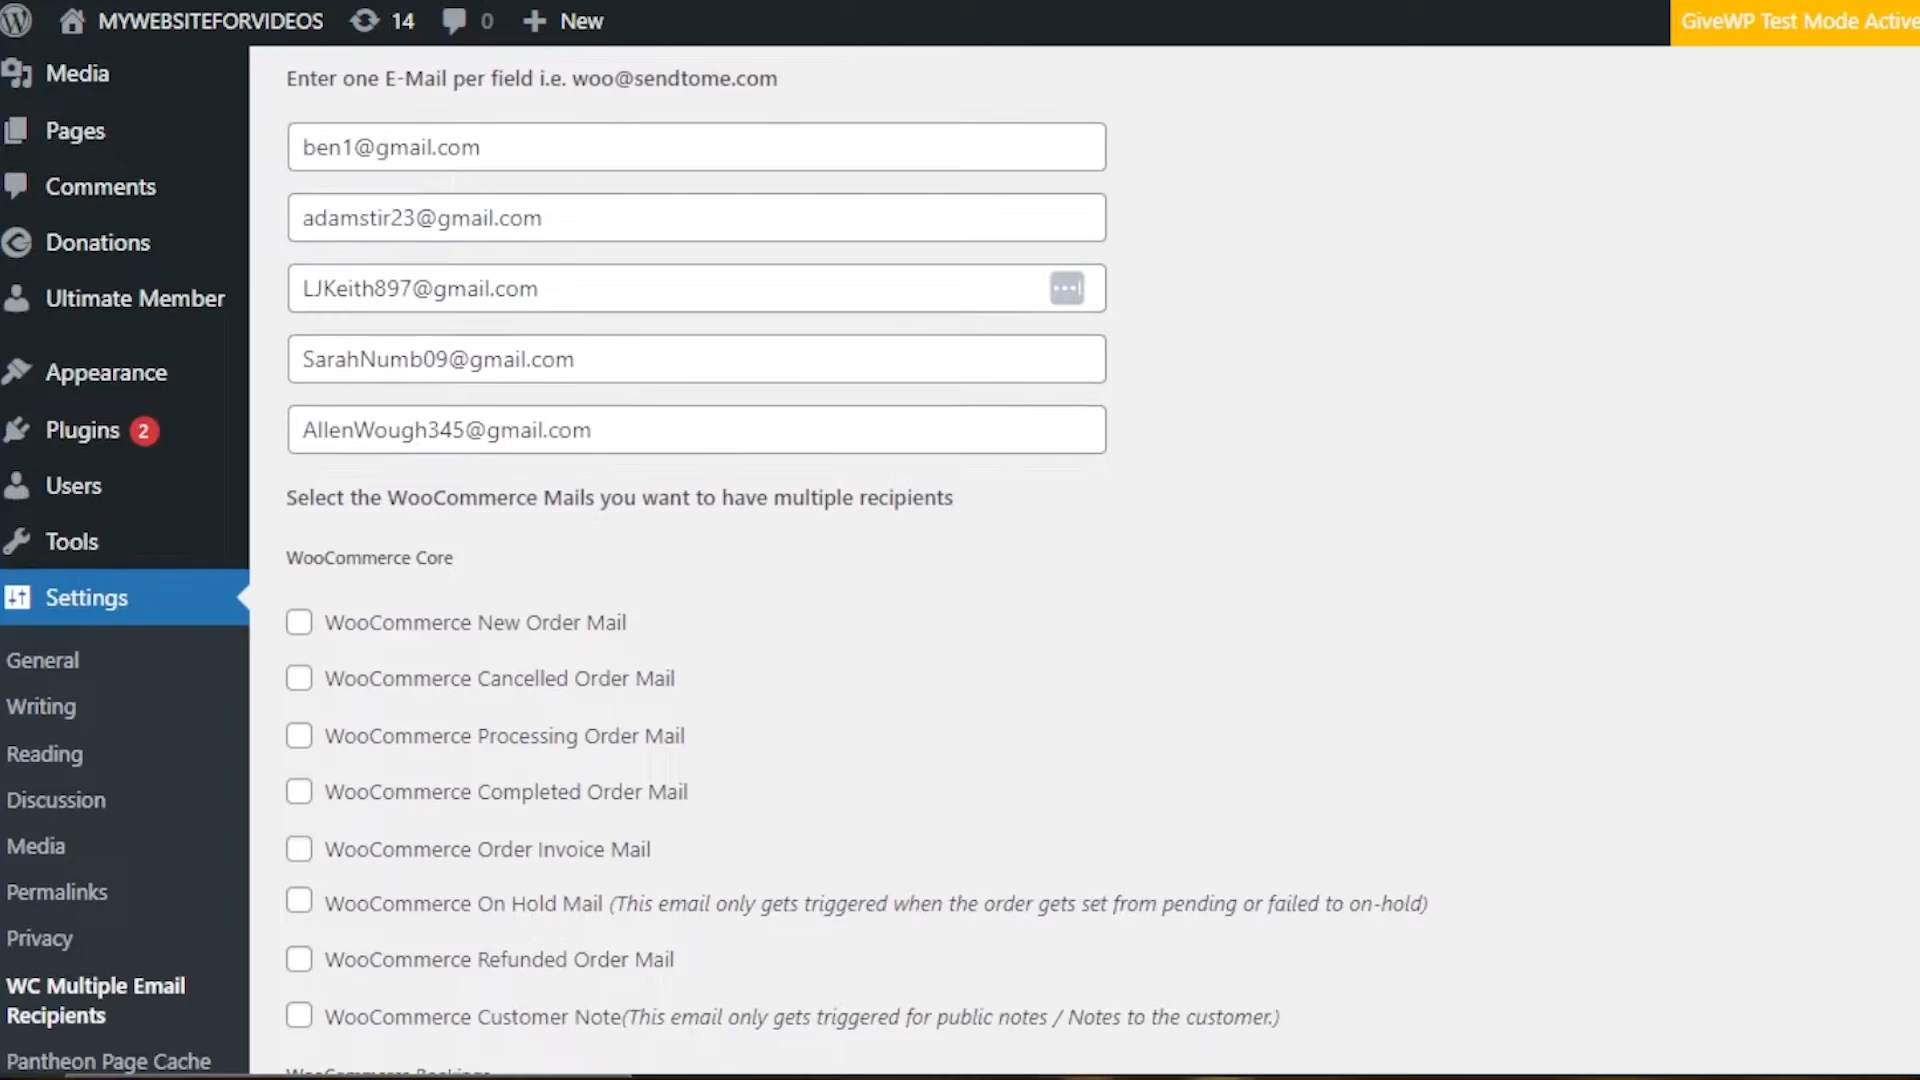 MYWEBSITEFORVIDEOS 14 0 New GiveWP Test Mode Active
Media
Pages
Comments
Donations
Ultimate Member
Appearance
Plugins 2
Users
Tools
Settings
General
Writing
Reading
Discussion
Media
Permalinks
Privacy
WC Multiple Email
Recipients
Pantheon Page Cache
Enter one E-Mail per field i.e. woo@sendtome.com
ben1@gmail.com
adamstir23@gmail.com
LJKeith897@gmail.com
SarahNumb09@gmail.com
AllenWough345@gmail.com
Select the WooCommerce Mails you want to have multiple recipients
WooCommerce Core
WooCommerce New Order Mail
WooCommerce Cancelled Order Mail
WooCommerce Processing Order Mail
WooCommerce Completed Order Mail
WooCommerce Order Invoice Mail
WooCommerce On Hold Mail (This email only gets triggered when the order gets set from pending or failed to on-hold)
WooCommerce Refunded Order Mail
WooCommerce Customer Note(This email only gets triggered for public notes / Notes to the customer.)